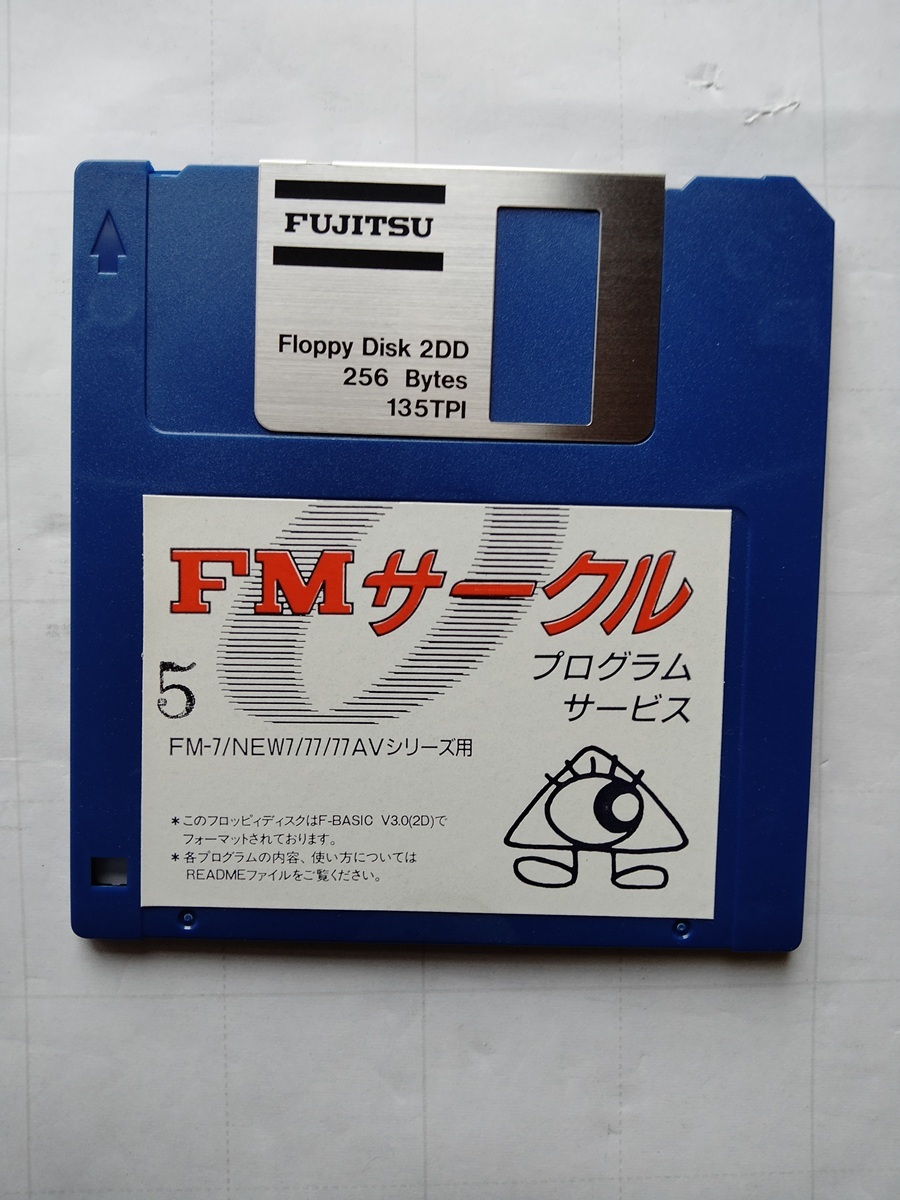 FUJITSU
Floppy Disk 2DD
256 Bytes
135TPI
FMサークル
プログラム
サービス
5
FM-7/NEW7/77/77AVシリーズ用
*このフロッピィディスクはF-BASIC V3.0(2D)で
フォーマットされております。
*各プログラムの内容、使い方については
READMEファイルをご覧ください。